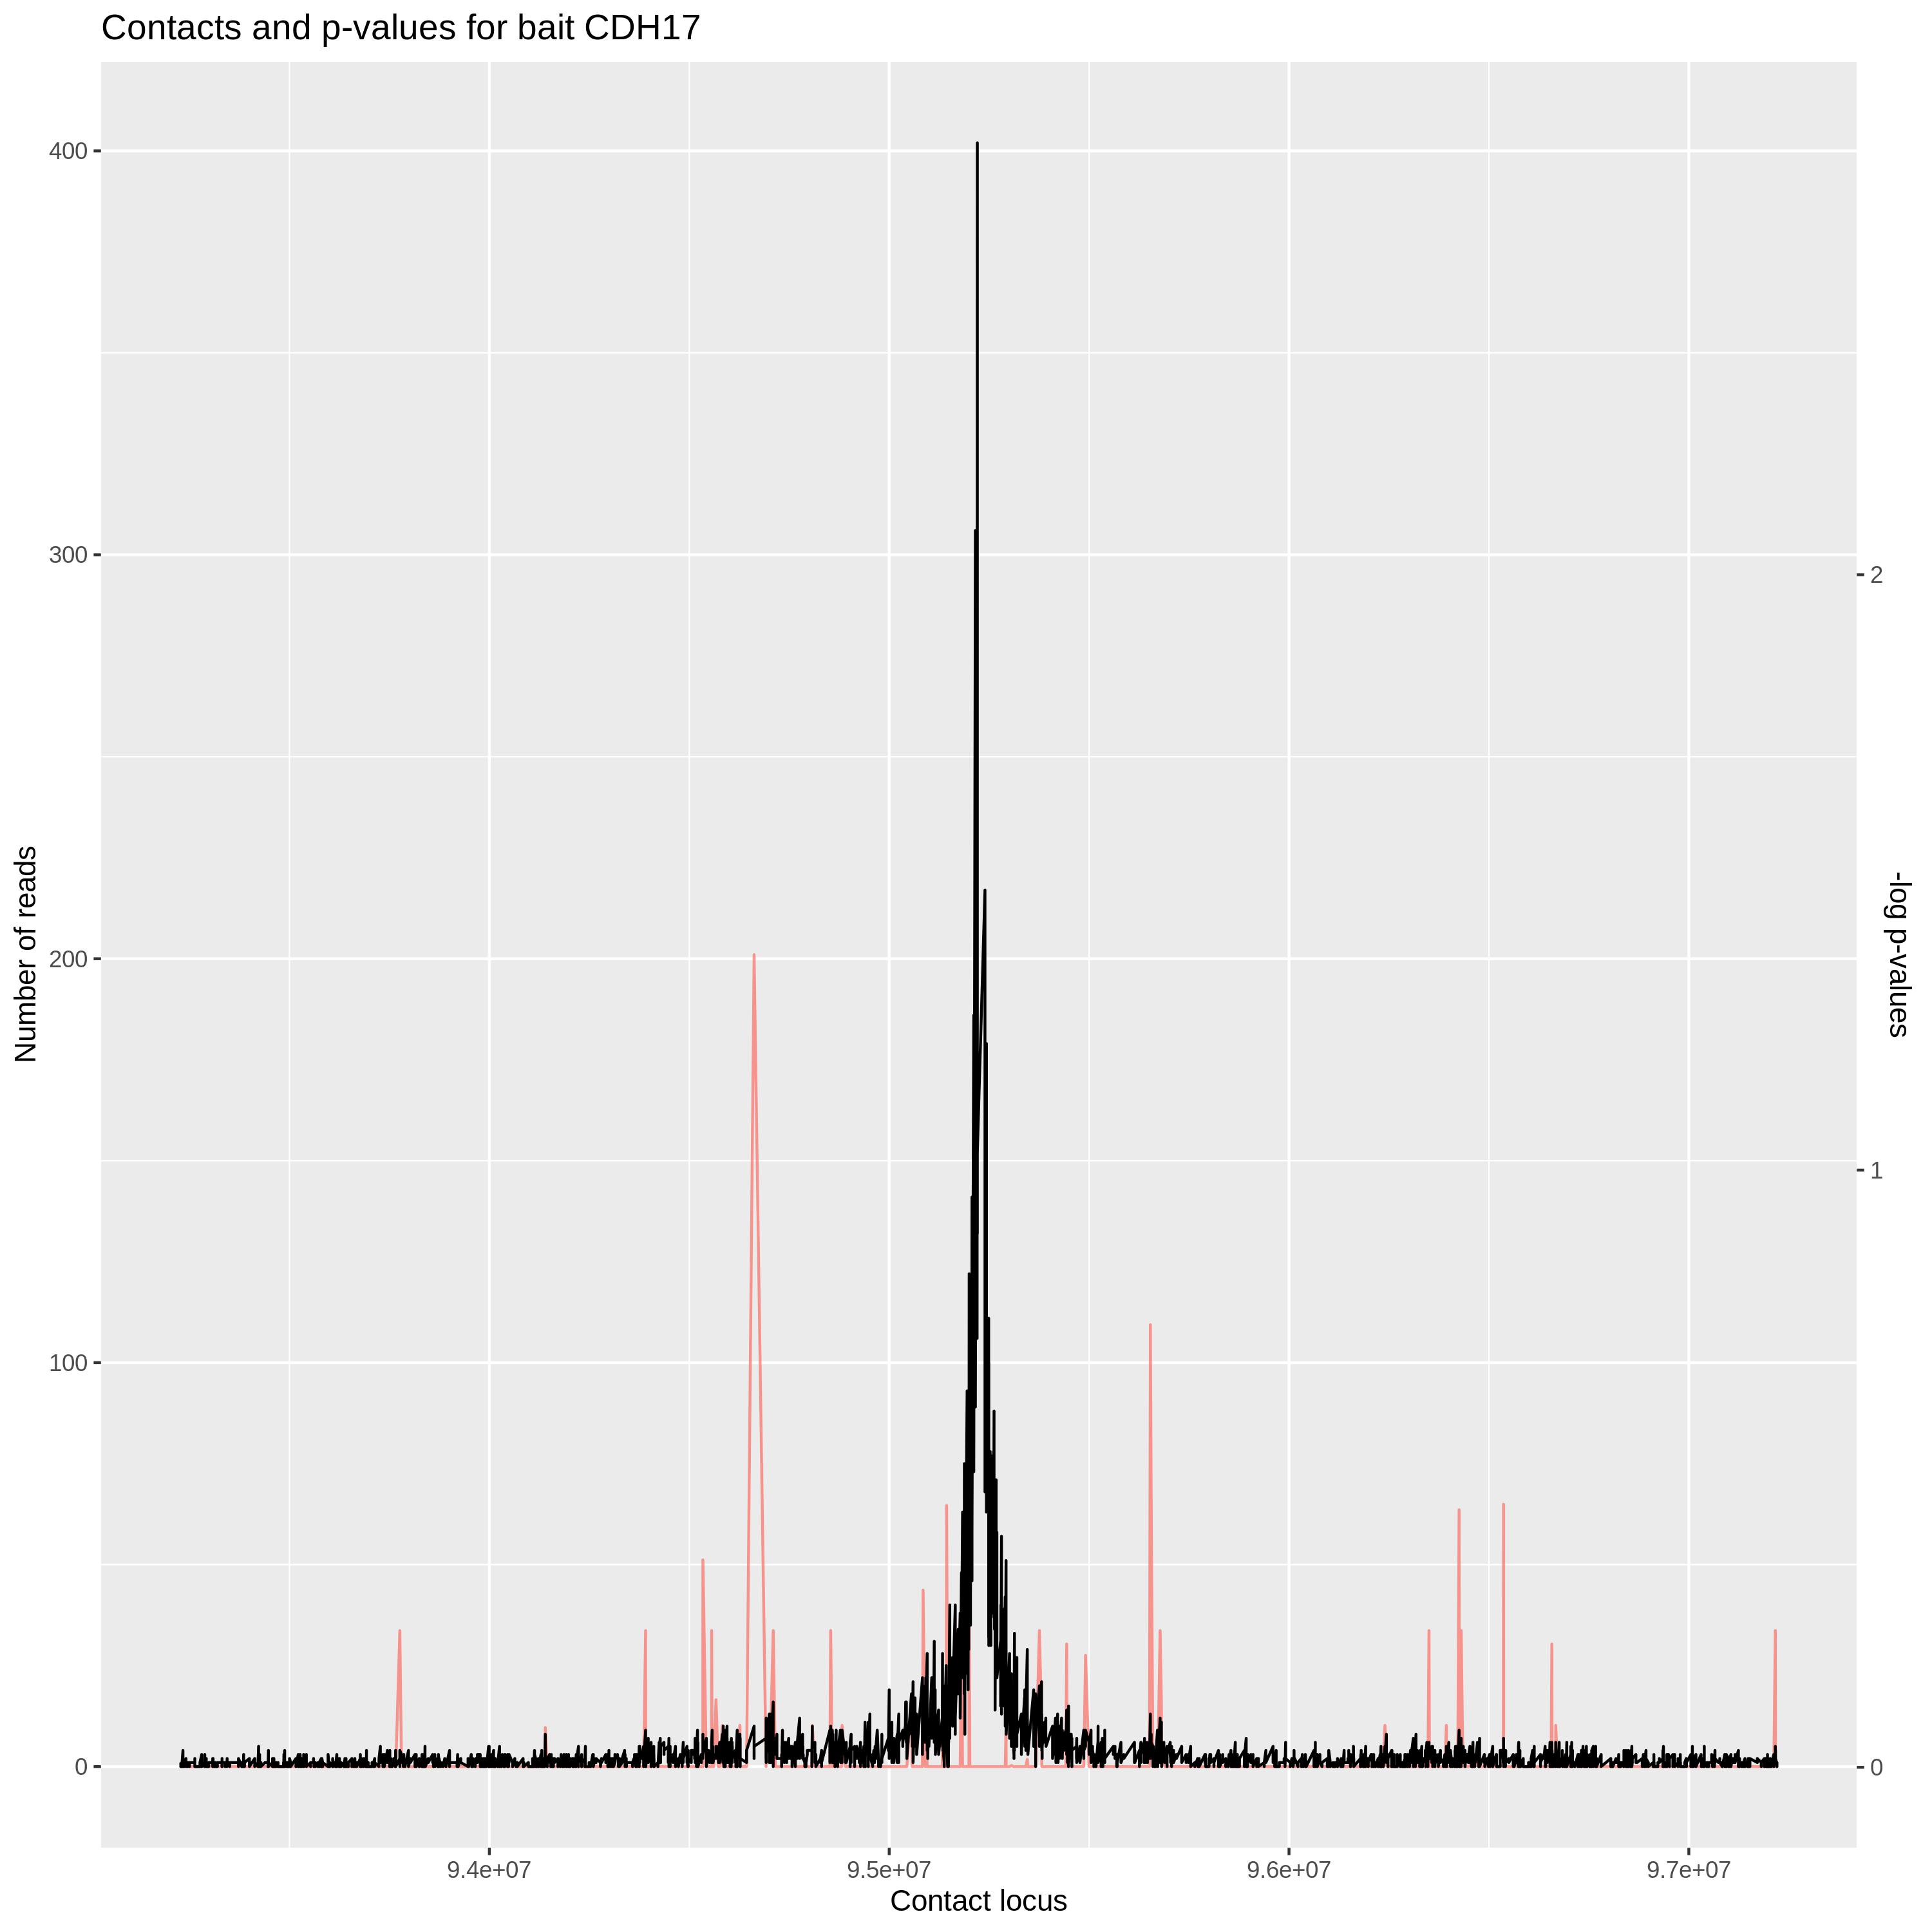 Contacts and p-values for bait CDH17
400
300
200
100
0
Number of reads
2
1
0
-log p-values
9.4e+07
9.5e+07
9.6e+07
9.7e+07
Contact locus